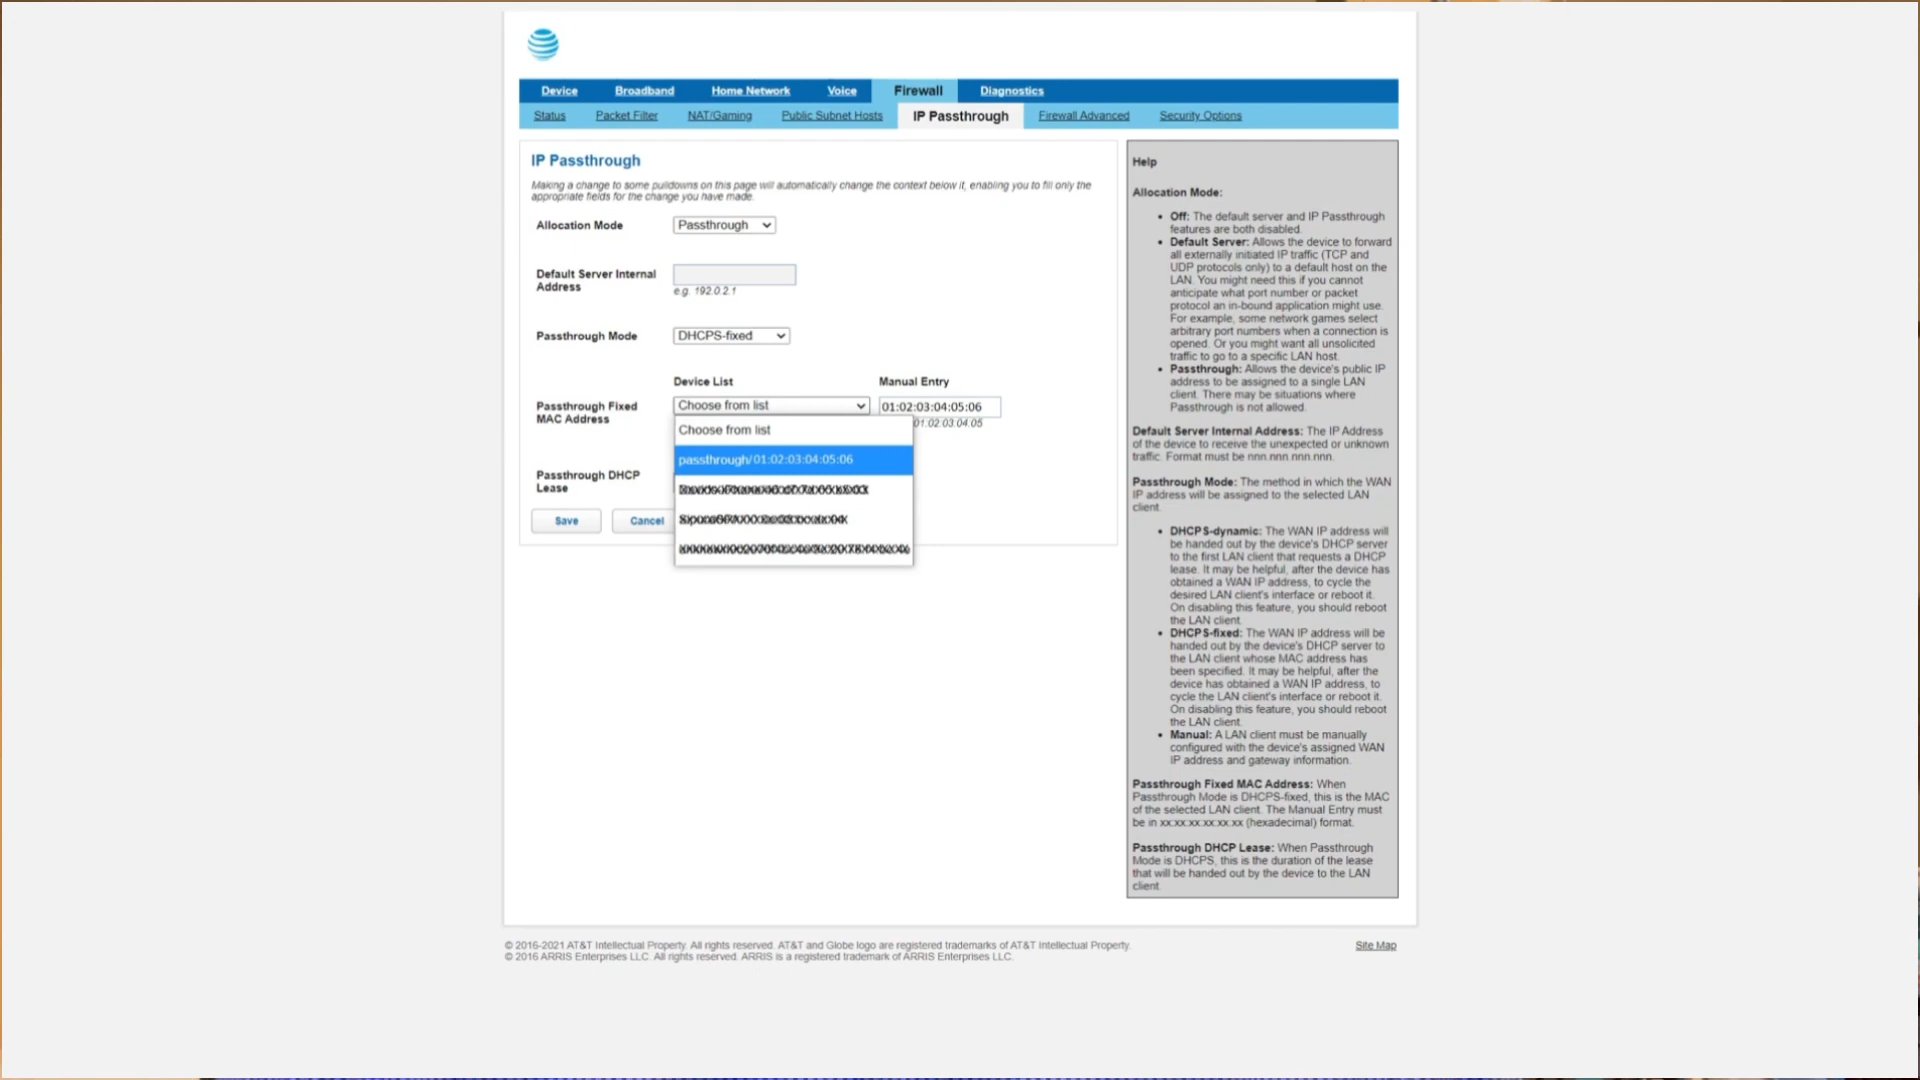 Device Broadband Home Network Voice Firewall Diagnostics
Status Packet Filter NAT/Gaming Public Subnet Hosts IP Passthrough Firewall Advanced Security Options
IP Passthrough
Making a change to some pulldowns on this page will automatically change the context below it, enabling you to fill only the
appropriate fields for the change you have made.
Allocation Mode Passthrough
Default Server Internal
Address
e.g. 192.0.2.1
Passthrough Mode DHCPS-fixed
Device List Manual Entry
Passthrough Fixed
MAC Address
Choose from list 01:02:03:04:05:06
01:02:03:04:05
Choose from list
passthrough/01:02:03:04:05:06
Passthrough DHCP
Lease
Save Cancel
Help
Allocation Mode:
• Off: The default server and IP Passthrough
features are both disabled.
• Default Server: Allows the device to forward
all externally initiated IP traffic (TCP and
UDP protocols only) to a default host on the
LAN. You might need this if you cannot
anticipate what port number or packet
protocol an in-bound application might use.
For example, some network games select
arbitrary port numbers when a connection is
opened. Or you might want all unsolicited
traffic to go to a specific LAN host.
• Passthrough: Allows the device's public IP
address to be assigned to a single LAN
client. There may be situations where
Passthrough is not allowed.
Default Server Internal Address: The IP Address
of the device to receive the unexpected or unknown
traffic. Format must be nnn.nnn.nnn.nnn.
Passthrough Mode: The method in which the WAN
IP address will be assigned to the selected LAN
client.
• DHCPS-dynamic: The WAN IP address will
be handed out by the device's DHCP server
to the first LAN client that requests a DHCP
lease. It may be helpful, after the device has
obtained a WAN IP address, to cycle the
desired LAN client's interface or reboot it.
On disabling this feature, you should reboot
the LAN client.
• DHCPS-fixed: The WAN IP address will be
handed out by the device's DHCP server to
the LAN client whose MAC address has
been specified. It may be helpful, after the
device has obtained a WAN IP address, to
cycle the LAN client's interface or reboot it.
On disabling this feature, you should reboot
the LAN client.
• Manual: A LAN client must be manually
configured with the device's assigned WAN
IP address and gateway information.
Passthrough Fixed MAC Address: When
Passthrough Mode is DHCPS-fixed, this is the MAC
of the selected LAN client. The Manual Entry must
be in xx:xx:xx:xx:xx:xx (hexadecimal) format.
Passthrough DHCP Lease: When Passthrough
Mode is DHCPS, this is the duration of the lease
that will be handed out by the device to the LAN
client.
© 2016-2021 AT&T Intellectual Property. All rights reserved. AT&T and Globe logo are registered trademarks of AT&T Intellectual Property.
© 2016 ARRIS Enterprises LLC. All rights reserved. ARRIS is a registered trademark of ARRIS Enterprises LLC.
Site Map